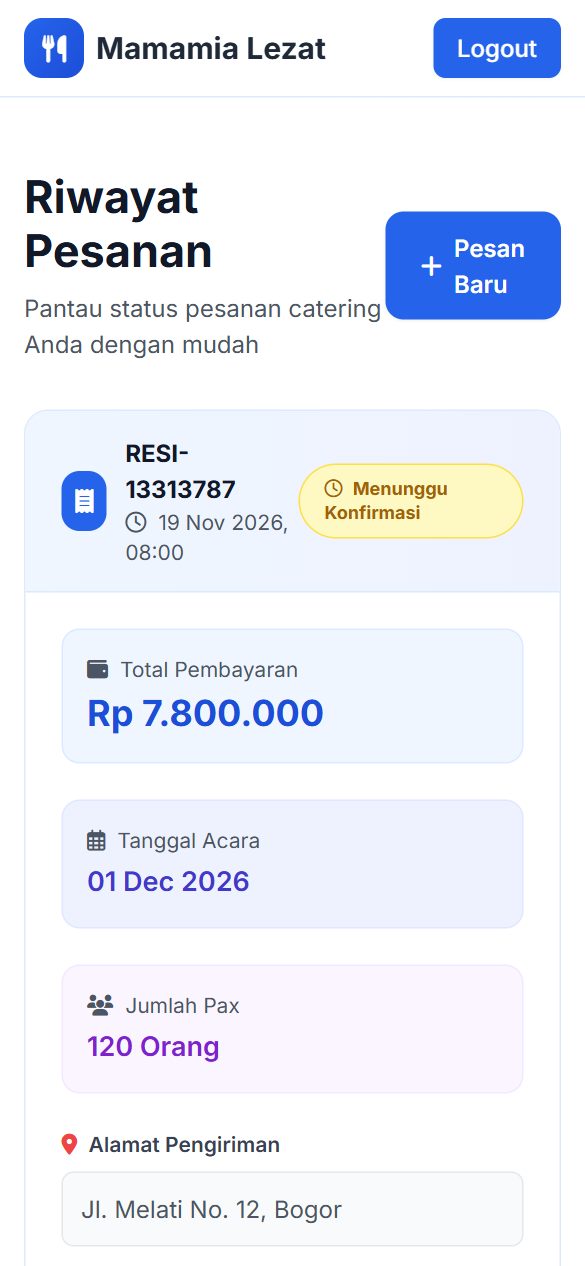 Mamamia Lezat
Logout
Riwayat
Pesanan
Pantau status pesanan catering
Anda dengan mudah
Pesan
Baru
RESI-
13313787
19 Nov 2026,
08:00
Menunggu
Konfirmasi
Total Pembayaran
Rp 7.800.000
Tanggal Acara
01 Dec 2026
Jumlah Pax
120 Orang
Alamat Pengiriman
Jl. Melati No. 12, Bogor